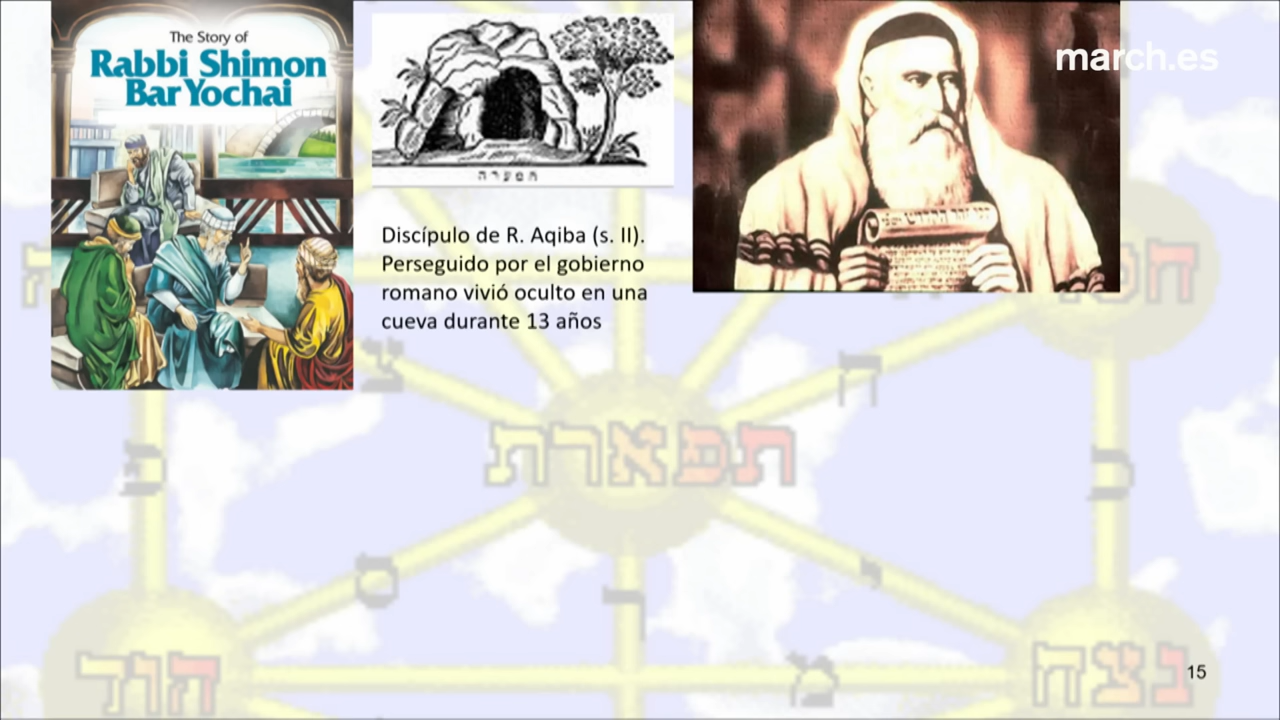 The Story of
Rabbi Shimon
Bar Yochai
המערה
march.es
Discípulo de R. Aqiba (s. II).
Perseguido por el gobierno
romano vivió oculto en una
cueva durante 13 años
צ
ה
תפארת
נ
כ
ס
ר
י
הוד
מ
נצח
15